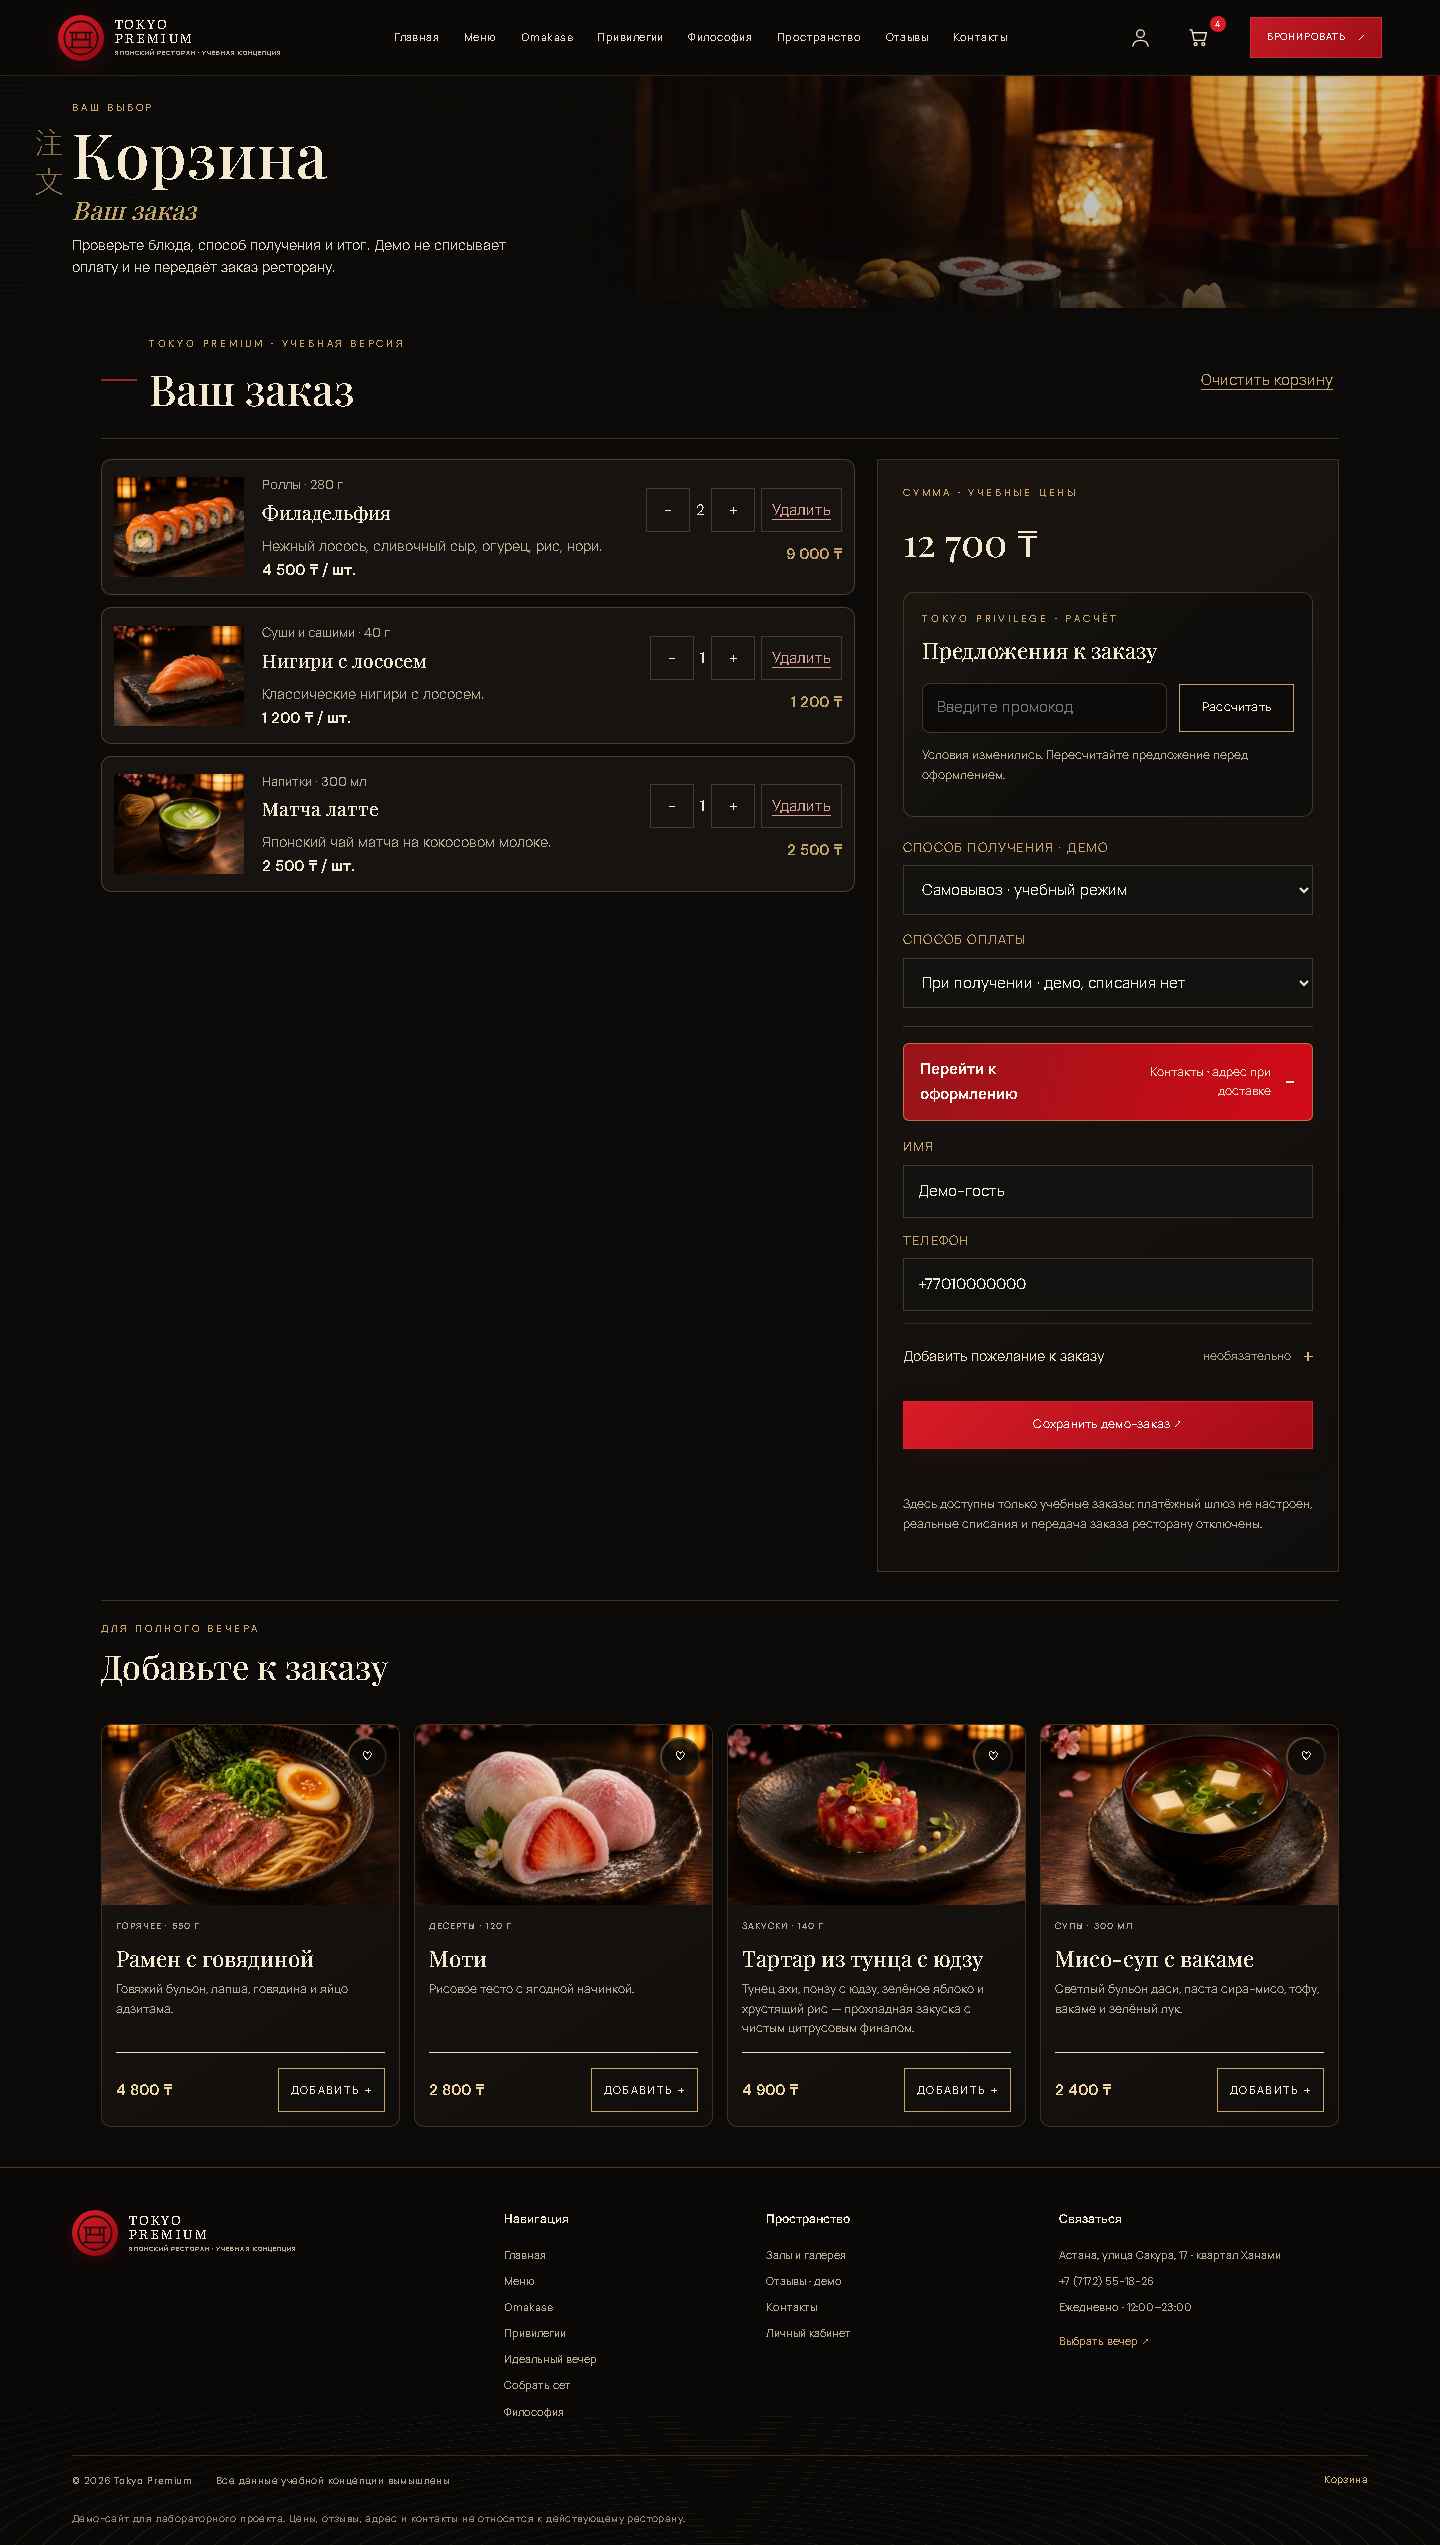 TOKYO
PREMIUM
ЯПОНСКИЙ РЕСТОРАН · УЧЕБНАЯ КОНЦЕПЦИЯ
Главная Меню Omakase Привилегии Философия Пространство Отзывы Контакты
4
БРОНИРОВАТЬ ↗
ВАШ ВЫБОР
注文
Корзина
Ваш заказ
Проверьте блюда, способ получения и итог. Демо не списывает
оплату и не передаёт заказ ресторану.
TOKYO PREMIUM · УЧЕБНАЯ ВЕРСИЯ
Ваш заказ
Очистить корзину
Роллы · 280 г
Филадельфия
Нежный лосось, сливочный сыр, огурец, рис, нори.
4 500 ₸ / шт.
− 2 + Удалить
9 000 ₸
Суши и сашими · 40 г
Нигири с лососем
Классические нигири с лососем.
1 200 ₸ / шт.
− 1 + Удалить
1 200 ₸
Напитки · 300 мл
Матча латте
Японский чай матча на кокосовом молоке.
2 500 ₸ / шт.
− 1 + Удалить
2 500 ₸
СУММА · УЧЕБНЫЕ ЦЕНЫ
12 700 ₸
TOKYO PRIVILEGE · РАСЧЁТ
Предложения к заказу
Введите промокод
Рассчитать
Условия изменились. Пересчитайте предложение перед
оформлением.
СПОСОБ ПОЛУЧЕНИЯ · ДЕМО
Самовывоз · учебный режим
СПОСОБ ОПЛАТЫ
При получении · демо, списания нет
Перейти к
оформлению
Контакты · адрес при
доставке
−
ИМЯ
Демо-гость
ТЕЛЕФОН
+77010000000
Добавить пожелание к заказу необязательно +
Сохранить демо-заказ ↗
Здесь доступны только учебные заказы: платёжный шлюз не настроен,
реальные списания и передача заказа ресторану отключены.
ДЛЯ ПОЛНОГО ВЕЧЕРА
Добавьте к заказу
ГОРЯЧЕЕ · 550 Г
Рамен с говядиной
Говяжий бульон, лапша, говядина и яйцо
адзитама.
4 800 ₸
ДОБАВИТЬ +
ДЕСЕРТЫ · 120 Г
Моти
Рисовое тесто с ягодной начинкой.
2 800 ₸
ДОБАВИТЬ +
ЗАКУСКИ · 140 Г
Тартар из тунца с юдзу
Тунец ахи, понзу с юдзу, зелёное яблоко и
хрустящий рис — прохладная закуска с
чистым цитрусовым финалом.
4 900 ₸
ДОБАВИТЬ +
СУПЫ · 300 МЛ
Мисо-суп с вакаме
Светлый бульон даси, паста сира-мисо, тофу,
вакаме и зелёный лук.
2 400 ₸
ДОБАВИТЬ +
TOKYO
PREMIUM
ЯПОНСКИЙ РЕСТОРАН · УЧЕБНАЯ КОНЦЕПЦИЯ
Навигация
Главная
Меню
Omakase
Привилегии
Идеальный вечер
Собрать сет
Философия
Пространство
Залы и галерея
Отзывы · демо
Контакты
Личный кабинет
Связаться
Астана, улица Сакура, 17 · квартал Ханами
+7 (7172) 55-18-26
Ежедневно · 12:00–23:00
Выбрать вечер ↗
© 2026 Tokyo Premium Все данные учебной концепции вымышлены
Корзина
Демо-сайт для лабораторного проекта. Цены, отзывы, адрес и контакты не относятся к действующему ресторану.